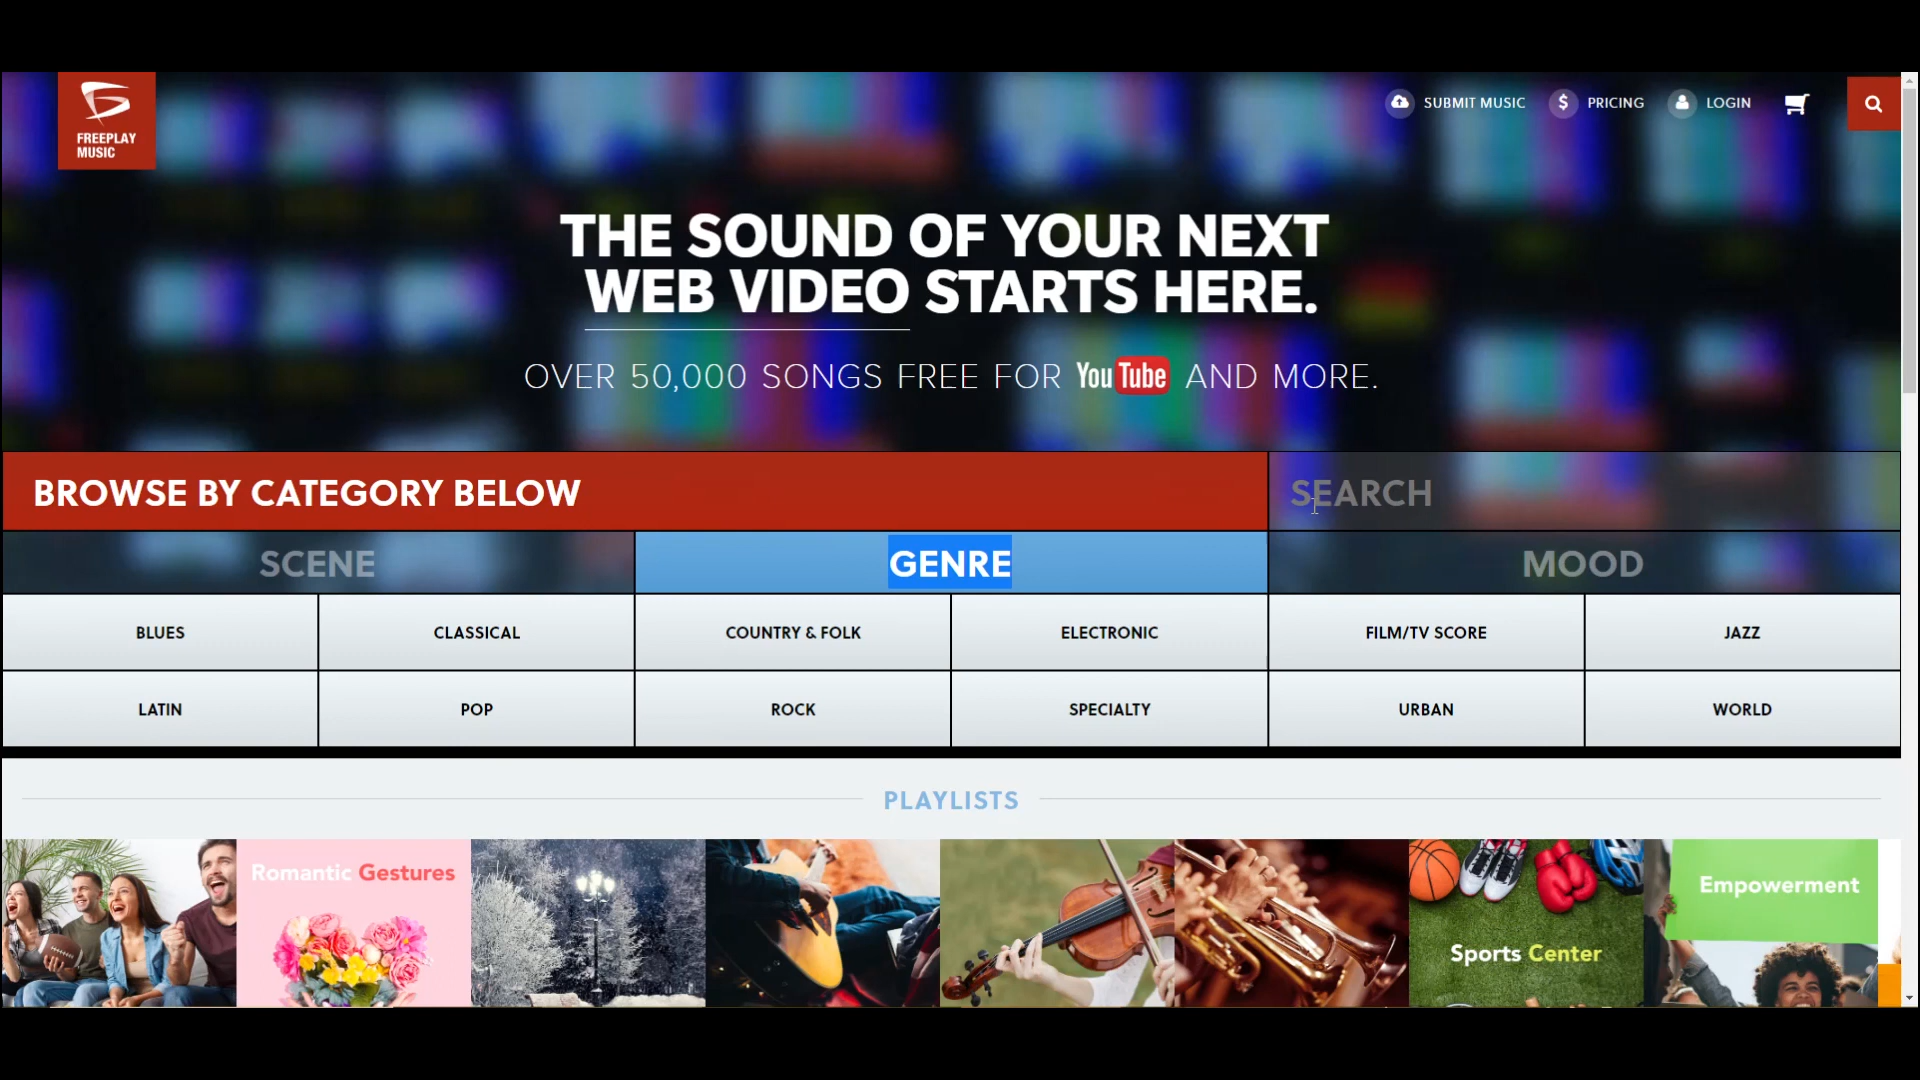 FREEPLAY
MUSIC
SUBMIT MUSIC
$
PRICING
LOGIN
THE SOUND OF YOUR NEXT
WEB VIDEO STARTS HERE.
OVER 50,000 SONGS FREE FOR YouTube AND MORE.
BROWSE BY CATEGORY BELOW
SEARCH
SCENE
GENRE
MOOD
BLUES
CLASSICAL
COUNTRY & FOLK
ELECTRONIC
FILM/TV SCORE
JAZZ
LATIN
POP
ROCK
SPECIALTY
URBAN
WORLD
PLAYLISTS
Romantic Gestures
Sports Center
Empowerment